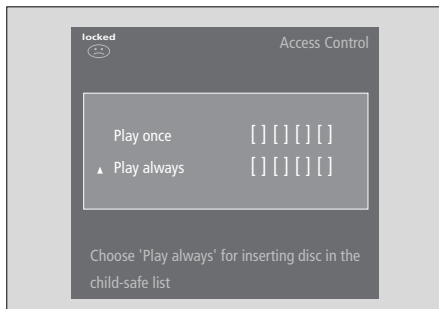 locked
Access Control
Play once [ ] [ ] [ ] [ ]
▲ Play always [ ] [ ] [ ] [ ]
Choose 'Play always' for inserting disc in the
child-safe list